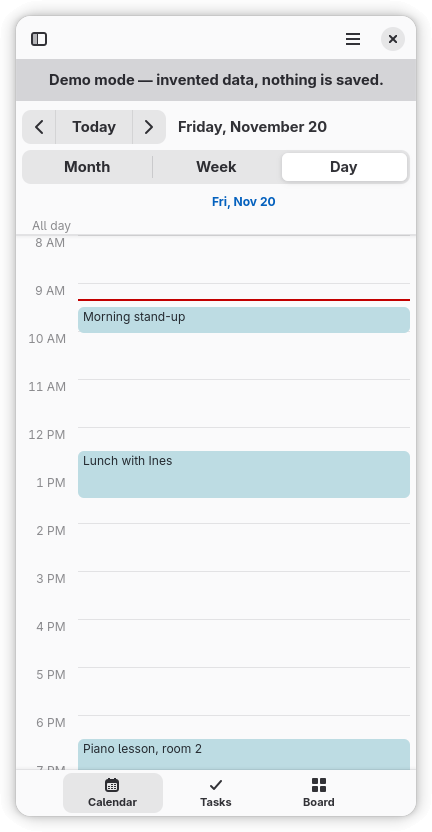 Demo mode — invented data, nothing is saved.
Today
Friday, November 20
Month
Week
Day
Fri, Nov 20
All day
8 AM
9 AM
Morning stand-up
10 AM
11 AM
12 PM
Lunch with Ines
1 PM
2 PM
3 PM
4 PM
5 PM
6 PM
Piano lesson, room 2
7 PM
Calendar
Tasks
Board